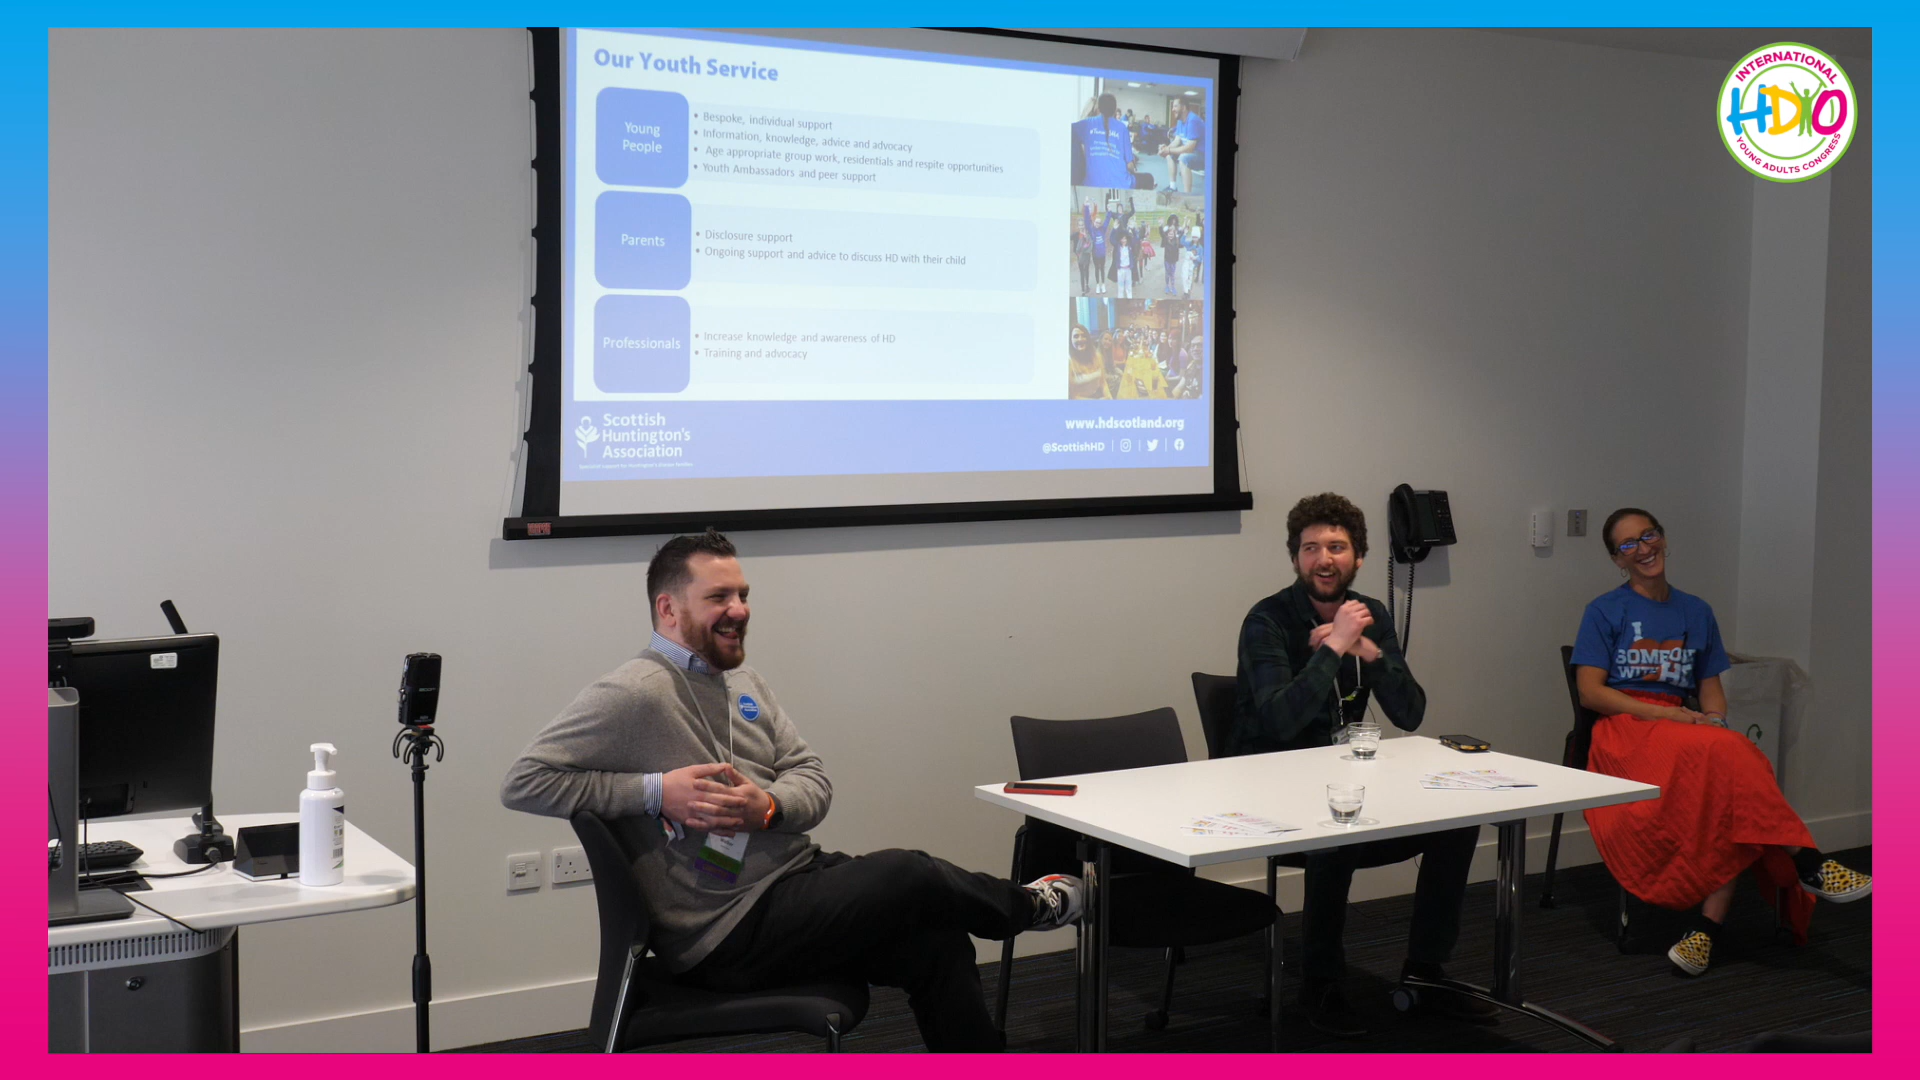 Our Youth Service
Young
People
• Bespoke, individual support
• Information, knowledge, advice and advocacy
• Age appropriate group work, residentials and respite opportunities
• Youth Ambassadors and peer support
Parents
• Disclosure support
• Ongoing support and advice to discuss HD with their child
Professionals
• Increase knowledge and awareness of HD
• Training and advocacy
Scottish
Huntington's
Association
www.hdscotland.org
@ScottishHD
INTERNATIONAL
HDYO
YOUNG ADULTS CONGRESS
I
SOMEONE
WITH HD